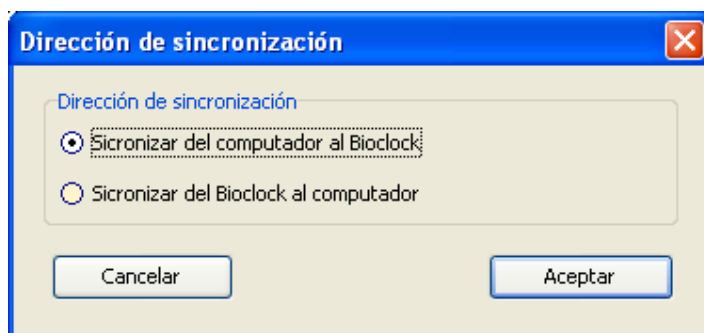 Dirección de sincronización
Dirección de sincronización
Sicronizar del computador al Bioclock
Sicronizar del Bioclock al computador
Cancelar Aceptar